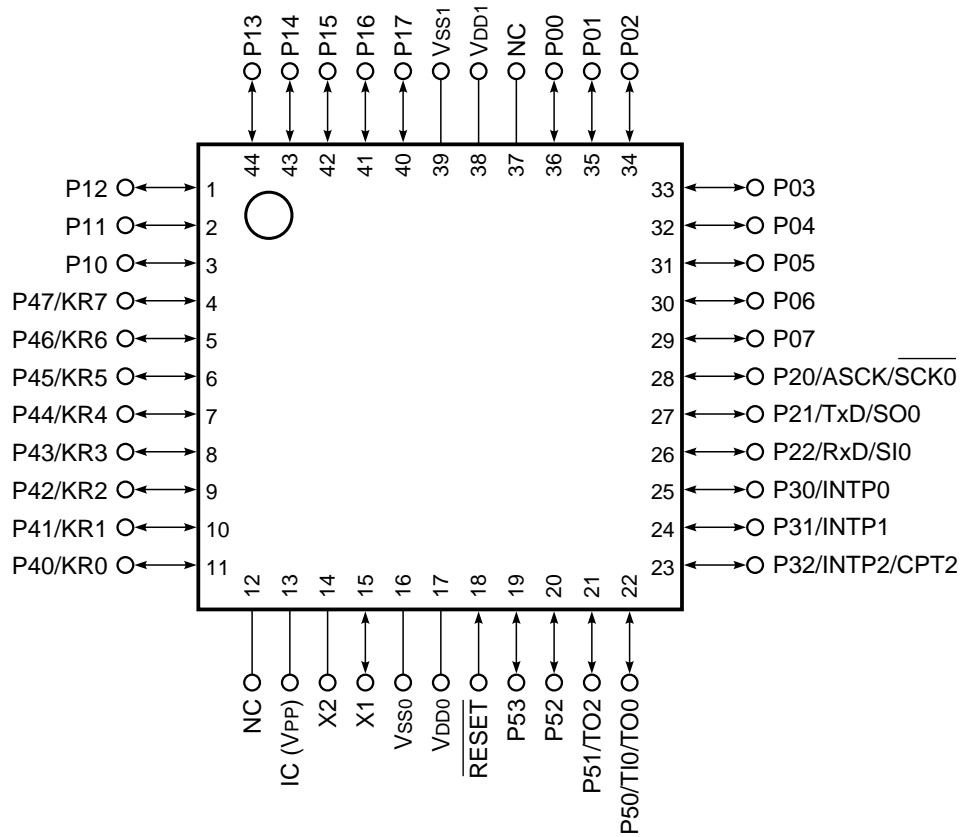 P13
P14
P15
P16
P17
VSS1
VDD1
NC
P00
P01
P02
44
43
42
41
40
39
38
37
36
35
34
P12 1
P11 2
P10 3
P47/KR7 4
P46/KR6 5
P45/KR5 6
P44/KR4 7
P43/KR3 8
P42/KR2 9
P41/KR1 10
P40/KR0 11
33 P03
32 P04
31 P05
30 P06
29 P07
28 P20/ASCK/SCK0
27 P21/TxD/SO0
26 P22/RxD/SI0
25 P30/INTP0
24 P31/INTP1
23 P32/INTP2/CPT2
12
13
14
15
16
17
18
19
20
21
22
NC
IC (VPP)
X2
X1
VSS0
VDD0
RESET
P53
P52
P51/TO2
P50/TI0/TO0